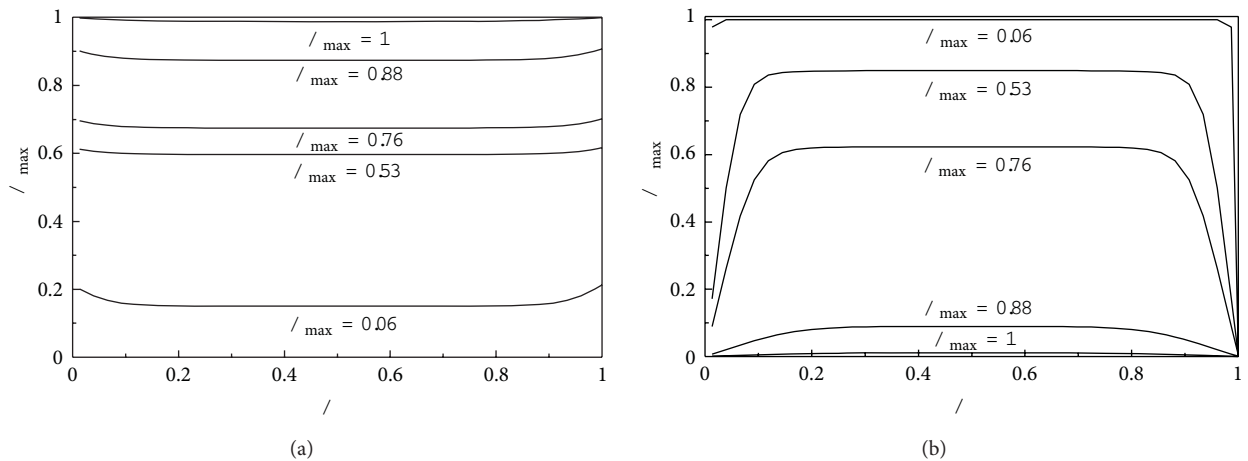 1
0.8
0.6
0.4
0.2
0
/ max
/ max = 1
/ max = 0.88
/ max = 0.76
/ max = 0.53
/ max = 0.06
0 0.2 0.4 0.6 0.8 1
/
(a)
1
0.8
0.6
0.4
0.2
0
/ max
/ max = 0.06
/ max = 0.53
/ max = 0.76
/ max = 0.88
/ max = 1
0 0.2 0.4 0.6 0.8 1
/
(b)